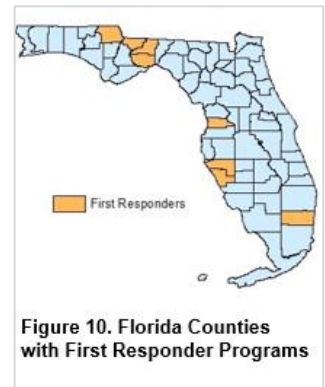 First Responders
Figure 10. Florida Counties
with First Responder Programs